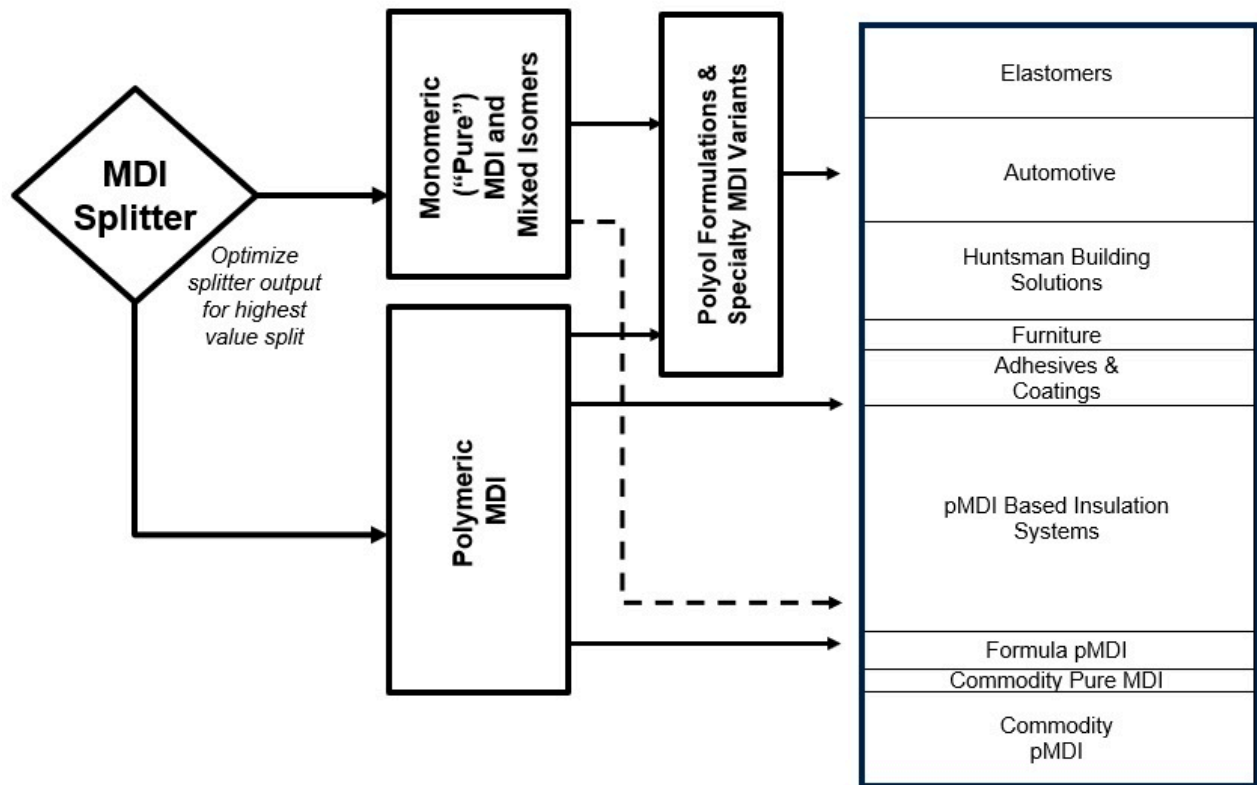 MDI
Splitter
Optimize
splitter output
for highest
value split
Monomeric
(“Pure”)
MDI and
Mixed Isomers
Polymeric
MDI
Polyol Formulations &
Specialty MDI Variants
Elastomers
Automotive
Huntsman Building
Solutions
Furniture
Adhesives &
Coatings
pMDI Based Insulation
Systems
Formula pMDI
Commodity Pure MDI
Commodity
pMDI